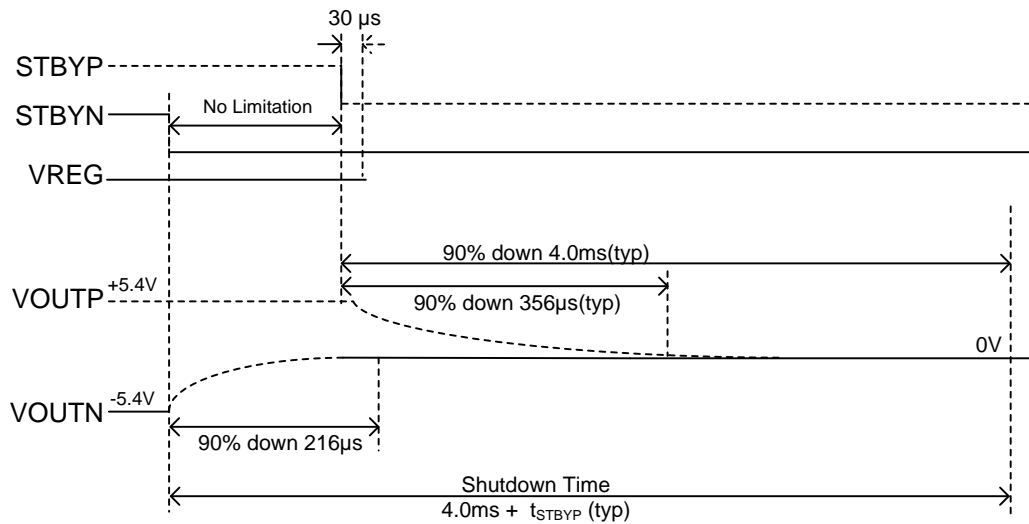 30 µs
STBYP
No Limitation
STBYN
VREG
90% down 4.0ms(typ)
+5.4V
VOUTP
90% down 356µs(typ)
0V
-5.4V
VOUTN
90% down 216µs
Shutdown Time
4.0ms + tSTBYP (typ)